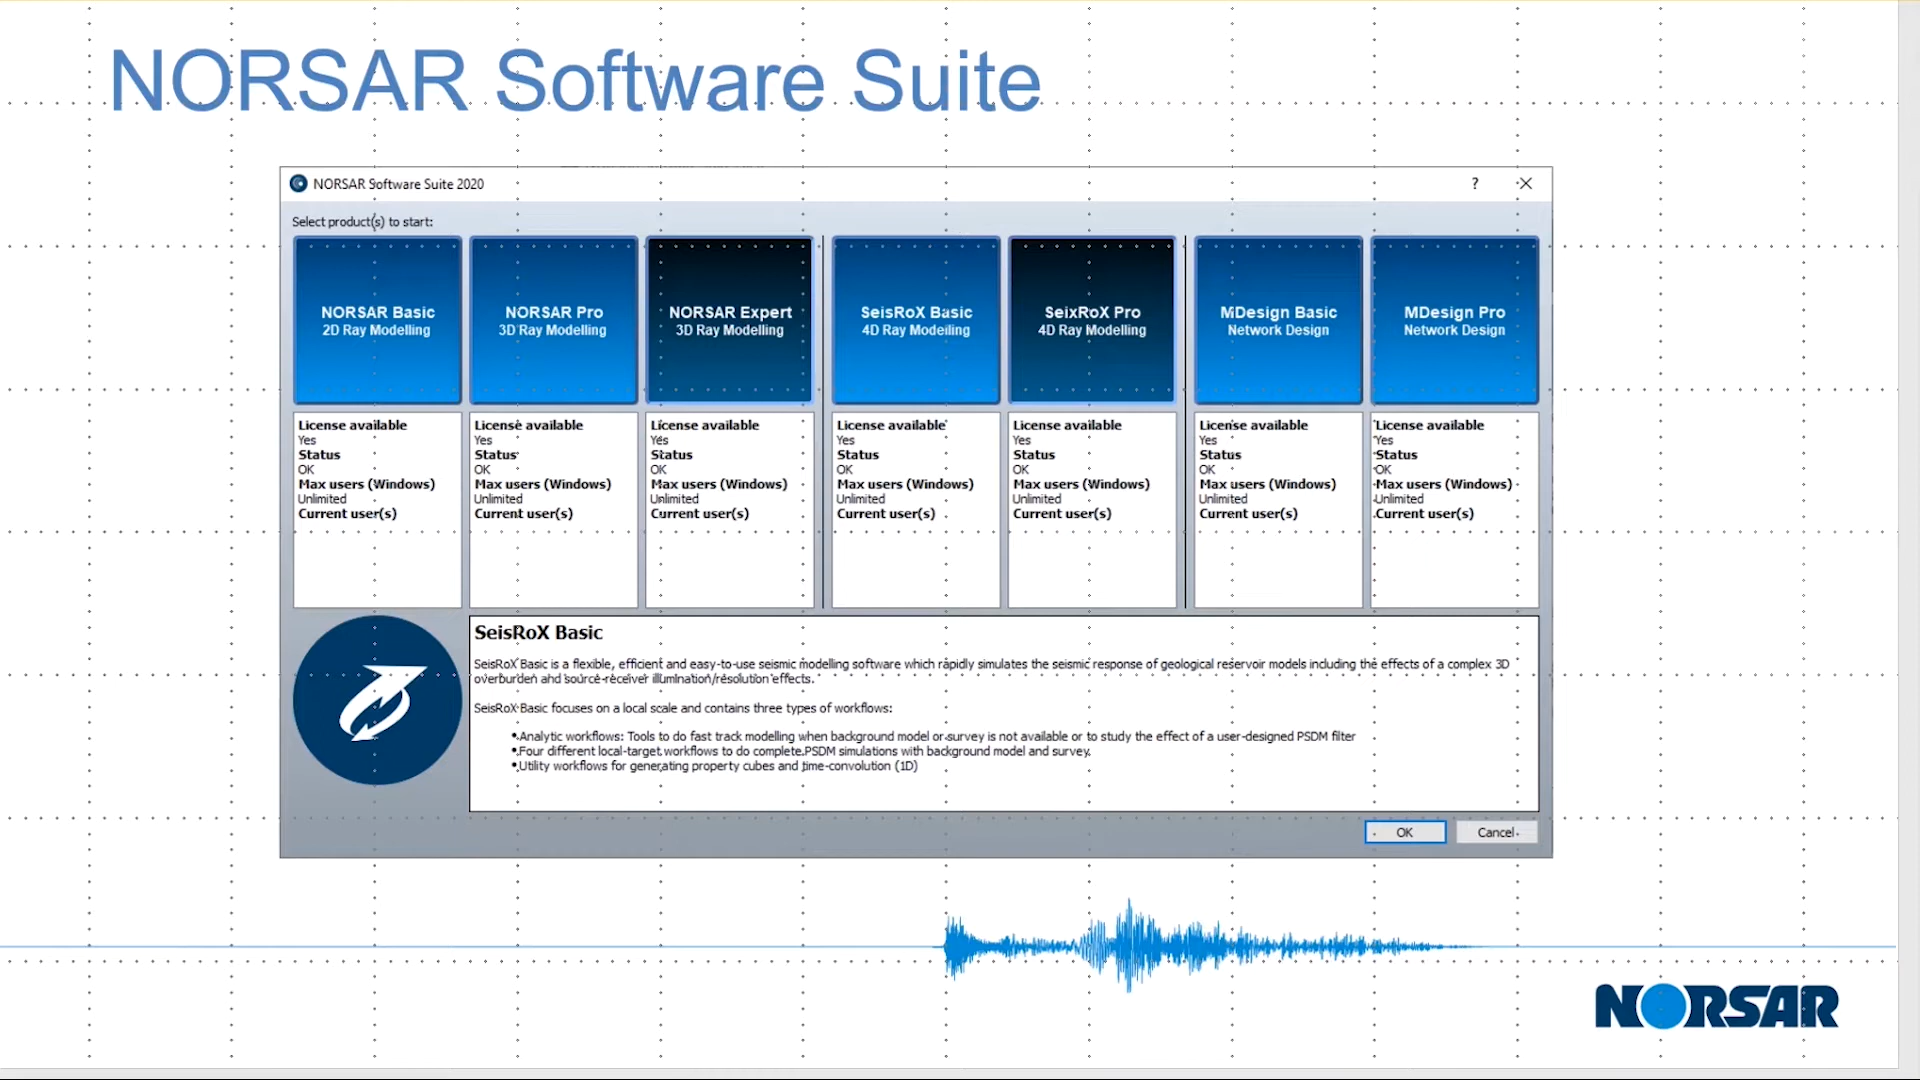 NORSAR Software Suite
NORSAR Software Suite 2020
?
Select product(s) to start:
NORSAR Basic
2D Ray Modelling
NORSAR Pro
3D Ray Modelling
NORSAR Expert
3D Ray Modelling
SeisRoX Basic
4D Ray Modelling
SeixRoX Pro
4D Ray Modelling
MDesign Basic
Network Design
MDesign Pro
Network Design
License available
Yes
Status
OK
Max users (Windows)
Unlimited
Current user(s)
License available
Yes
Status
OK
Max users (Windows)
Unlimited
Current user(s)
License available
Yes
Status
OK
Max users (Windows)
Unlimited
Current user(s)
License available
Yes
Status
OK
Max users (Windows)
Unlimited
Current user(s)
License available
Yes
Status
OK
Max users (Windows)
Unlimited
Current user(s)
License available
Yes
Status
OK
Max users (Windows)
Unlimited
Current user(s)
License available
Yes
Status
OK
Max users (Windows)
Unlimited
Current user(s)
SeisRoX Basic
SeisRoX Basic is a flexible, efficient and easy-to-use seismic modelling software which rapidly simulates the seismic response of geological reservoir models including the effects of a complex 3D
overburden and source-receiver illumination/resolution effects.
SeisRoX Basic focuses on a local scale and contains three types of workflows:
•Analytic workflows: Tools to do fast track modelling when background model or survey is not available or to study the effect of a user-designed PSDM filter
•Four different local-target workflows to do complete PSDM simulations with background model and survey.
•Utility workflows for generating property cubes and time-convolution (1D)
OK
Cancel
NORSAR